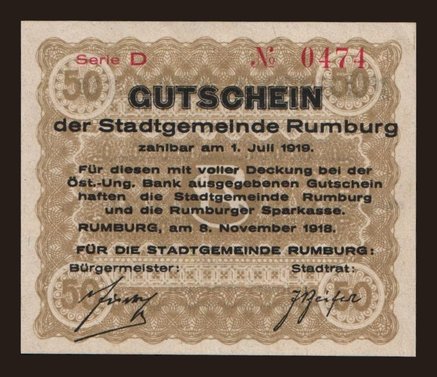 Serie D № 0474
50 50
GUTSCHEIN
der Stadtgemeinde Rumburg
zahlbar am 1. Juli 1919.
Für diesen mit voller Deckung bei der
Öst.-Ung. Bank ausgegebenen Gutschein
haften die Stadtgemeinde Rumburg
und die Rumburger Sparkasse.
RUMBURG, am 8. November 1918.
FÜR DIE STADTGEMEINDE RUMBURG:
Bürgermeister: Stadtrat:
50 50